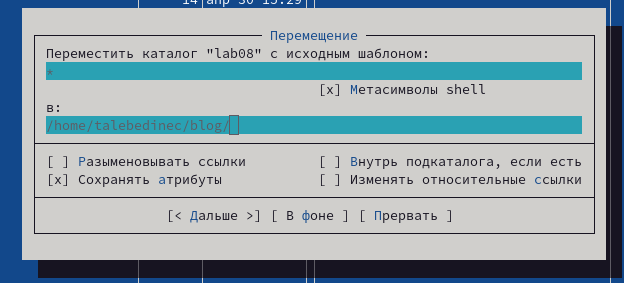 14 апр 30 15:29
Перемещение
Переместить каталог "lab08" с исходным шаблоном:
*
[x] Метасимволы shell
в:
/home/talebedinec/blog/
[ ] Разыменовывать ссылки [ ] Внутрь подкаталога, если есть
[x] Сохранять атрибуты [ ] Изменять относительные ссылки
[< Дальше >] [ В фоне ] [ Прервать ]